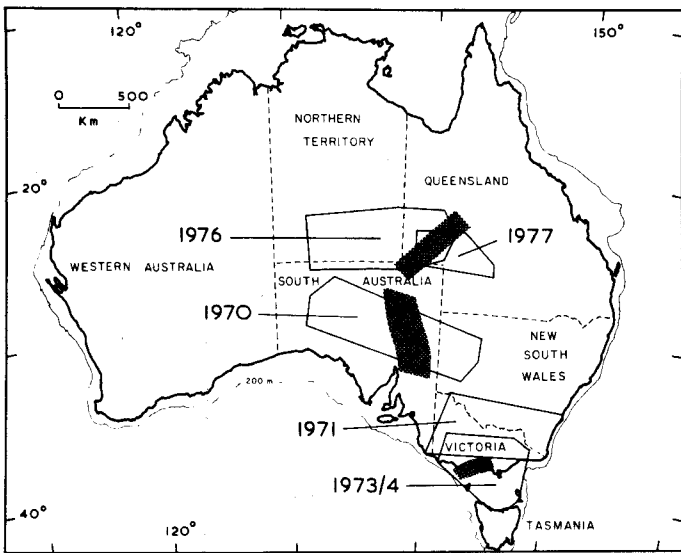 120°
150°
0 500
Km
NORTHERN
TERRITORY
20°
QUEENSLAND
1976
1977
WESTERN AUSTRALIA
SOUTH AUSTRALIA
1970
NEW
SOUTH
WALES
200 m
1971
VICTORIA
1973/4
40°
120°
TASMANIA